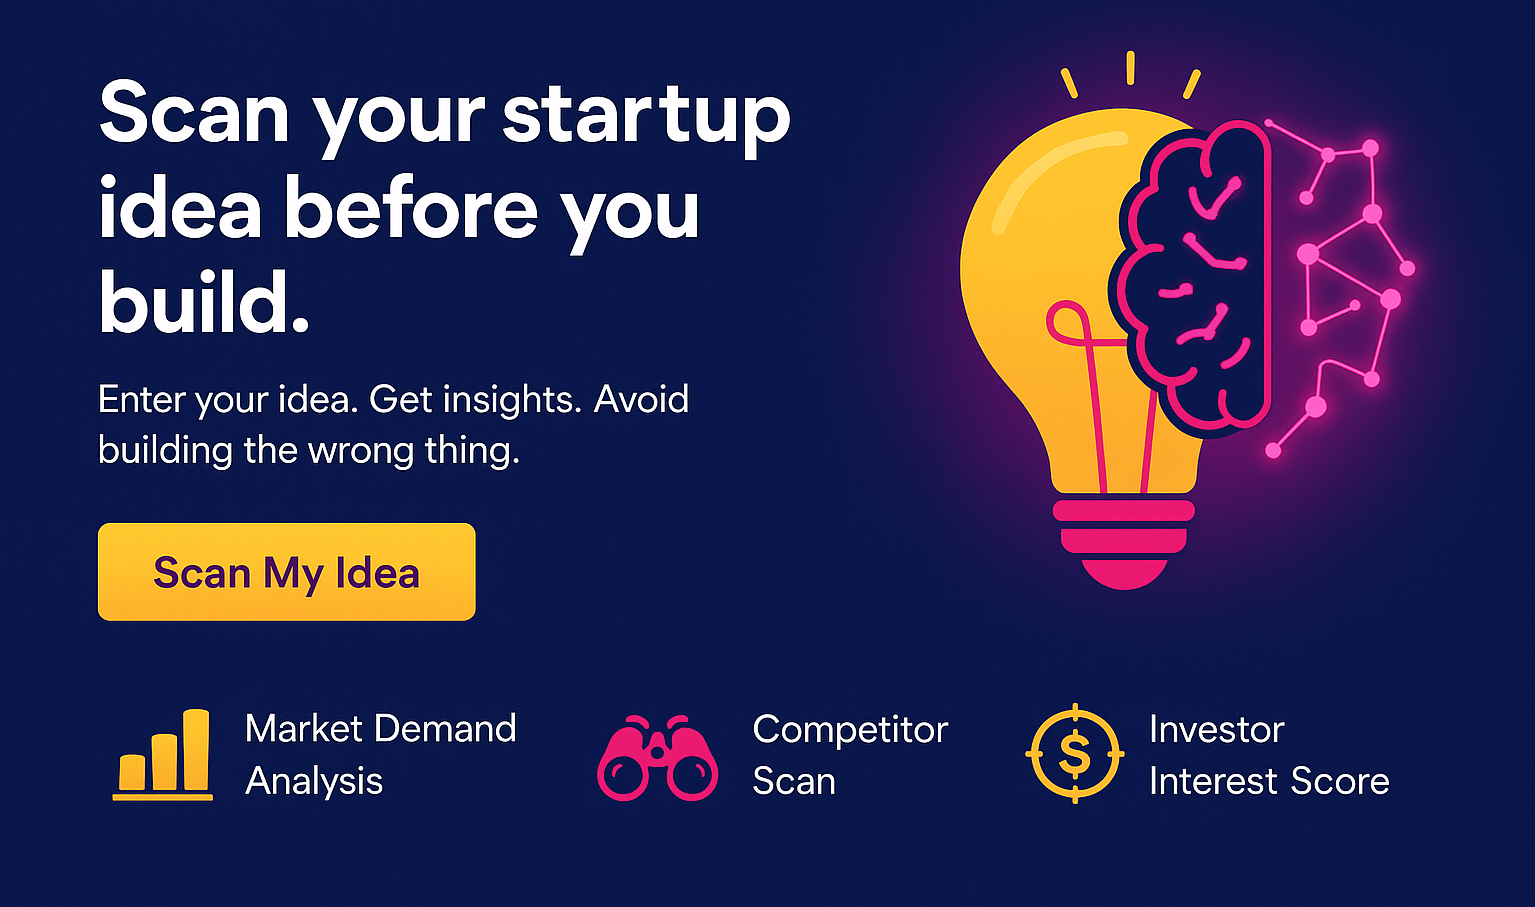 Scan your startup
idea before you
build.
Enter your idea. Get insights. Avoid
building the wrong thing.
Scan My Idea
Market Demand
Analysis
Competitor
Scan
$
Investor
Interest Score